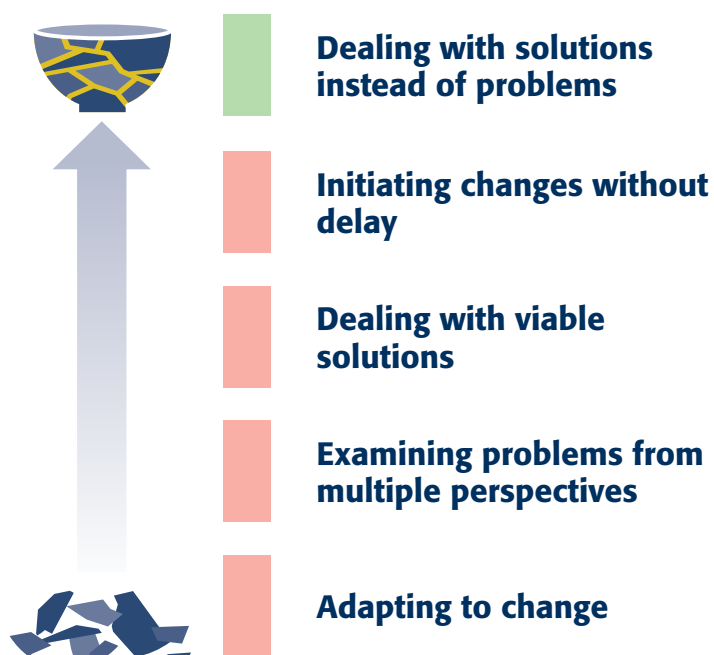 Dealing with solutions
instead of problems
Initiating changes without
delay
Dealing with viable
solutions
Examining problems from
multiple perspectives
Adapting to change